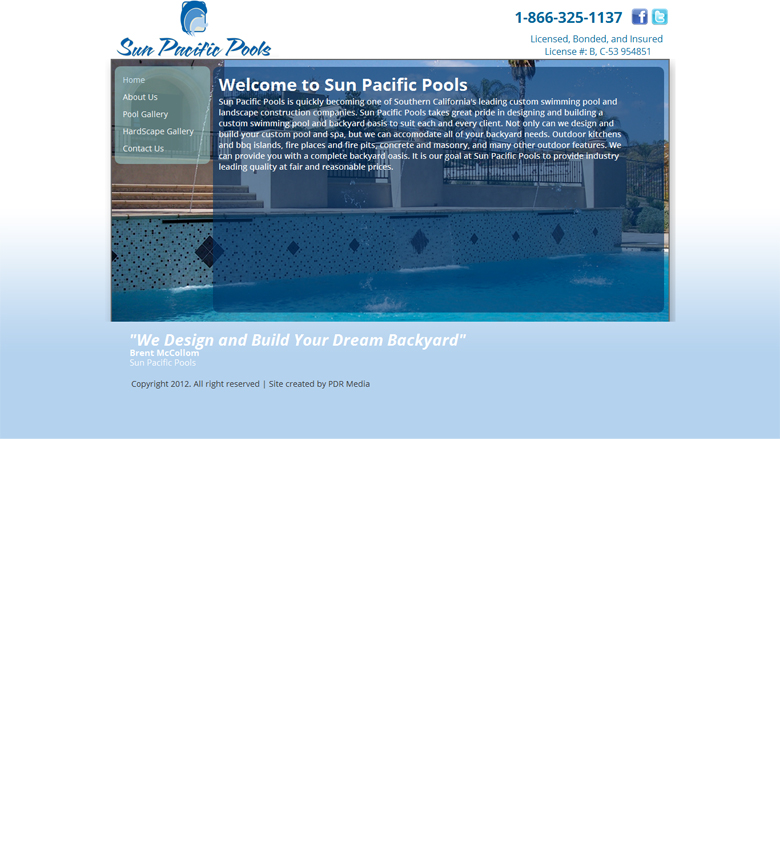 Sun Pacific Pools
1-866-325-1137
Licensed, Bonded, and Insured
License #: B, C-53 954851
Home
About Us
Pool Gallery
HardScape Gallery
Contact Us
Welcome to Sun Pacific Pools
Sun Pacific Pools is quickly becoming one of Southern California's leading custom swimming pool and
landscape construction companies. Sun Pacific Pools takes great pride in designing and building a
custom swimming pool and backyard oasis to suit each and every client. Not only can we design and
build your custom pool and spa, but we can accomodate all of your backyard needs. Outdoor kitchens
and bbq islands, fire places and fire pits, concrete and masonry, and many other outdoor features. We
can provide you with a complete backyard oasis. It is our goal at Sun Pacific Pools to provide industry
leading quality at fair and reasonable prices.
"We Design and Build Your Dream Backyard"
Brent McCollom
Sun Pacific Pools
Copyright 2012. All right reserved | Site created by PDR Media